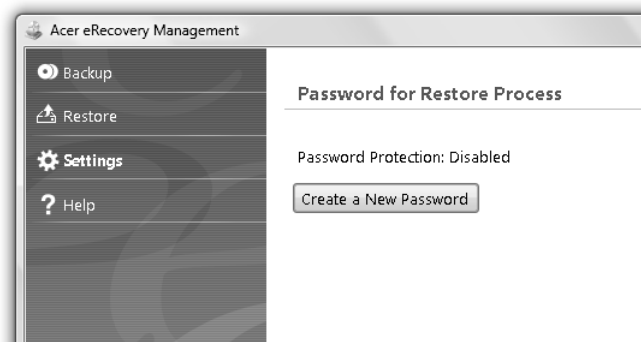 Acer eRecovery Management
Backup
Restore
Settings
Help
Password for Restore Process
Password Protection: Disabled
Create a New Password